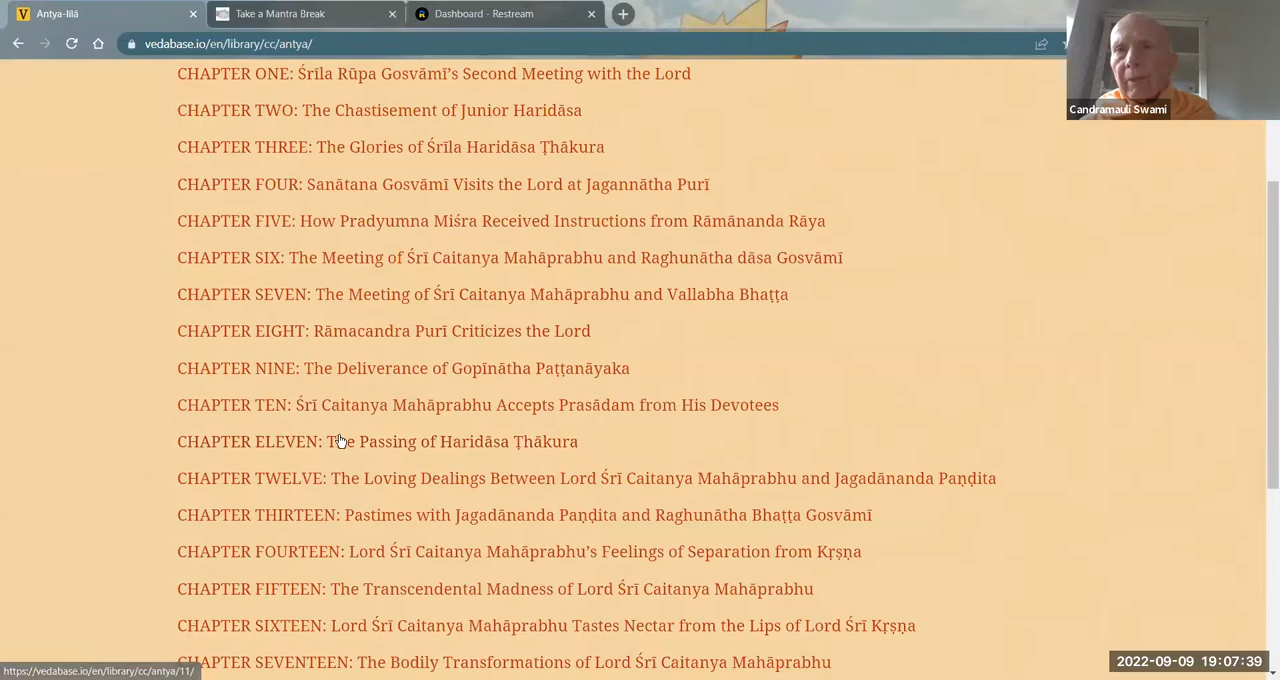 Antya-līlā
Take a Mantra Break
Dashboard - Restream
vedabase.io/en/library/cc/antya/
Candramauli Swami
CHAPTER ONE: Śrīla Rūpa Gosvāmī’s Second Meeting with the Lord
CHAPTER TWO: The Chastisement of Junior Haridāsa
CHAPTER THREE: The Glories of Śrīla Haridāsa Ṭhākura
CHAPTER FOUR: Sanātana Gosvāmī Visits the Lord at Jagannātha Purī
CHAPTER FIVE: How Pradyumna Miśra Received Instructions from Rāmānanda Rāya
CHAPTER SIX: The Meeting of Śrī Caitanya Mahāprabhu and Raghunātha dāsa Gosvāmī
CHAPTER SEVEN: The Meeting of Śrī Caitanya Mahāprabhu and Vallabha Bhaṭṭa
CHAPTER EIGHT: Rāmacandra Purī Criticizes the Lord
CHAPTER NINE: The Deliverance of Gopīnātha Paṭṭanāyaka
CHAPTER TEN: Śrī Caitanya Mahāprabhu Accepts Prasādam from His Devotees
CHAPTER ELEVEN: The Passing of Haridāsa Ṭhākura
CHAPTER TWELVE: The Loving Dealings Between Lord Śrī Caitanya Mahāprabhu and Jagadānanda Paṇḍita
CHAPTER THIRTEEN: Pastimes with Jagadānanda Paṇḍita and Raghunātha Bhaṭṭa Gosvāmī
CHAPTER FOURTEEN: Lord Śrī Caitanya Mahāprabhu’s Feelings of Separation from Kṛṣṇa
CHAPTER FIFTEEN: The Transcendental Madness of Lord Śrī Caitanya Mahāprabhu
CHAPTER SIXTEEN: Lord Śrī Caitanya Mahāprabhu Tastes Nectar from the Lips of Lord Śrī Kṛṣṇa
CHAPTER SEVENTEEN: The Bodily Transformations of Lord Śrī Caitanya Mahāprabhu
https://vedabase.io/en/library/cc/antya/11/
2022-09-09 19:07:39